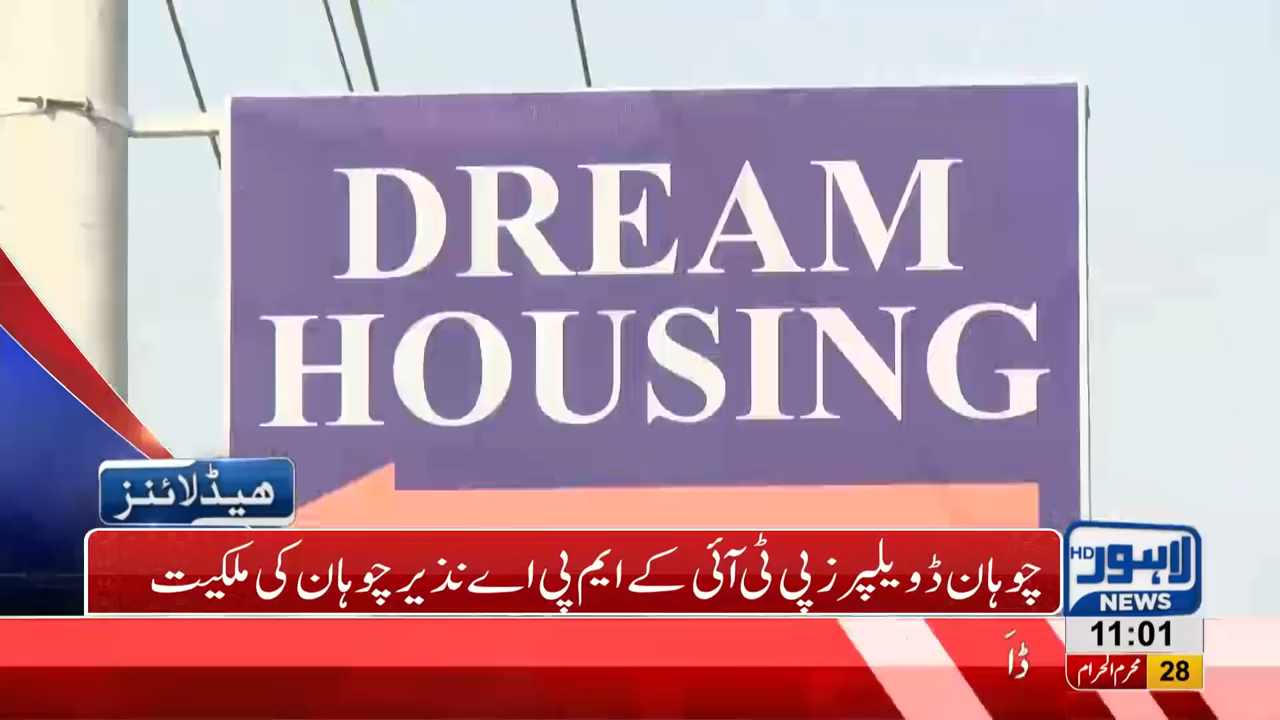 DREAM
HOUSING
ہیڈلائنز
چوہان ڈویلپرز پی ٹی آئی کے ایم پی اے نذیر چوہان کی ملکیت
لاہور
HD
NEWS
11:01
محرم الحرام 28